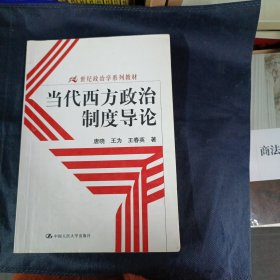 21世纪政治学系列教材
当代西方政治
制度导论
唐晓 王为 王春英 著
中国人民大学出版社
商法